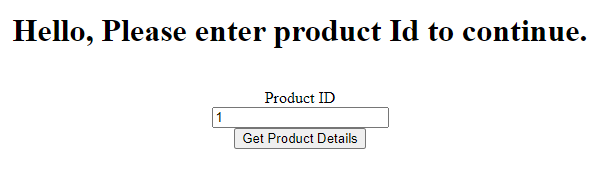 Hello, Please enter product Id to continue.
Product ID
1
Get Product Details